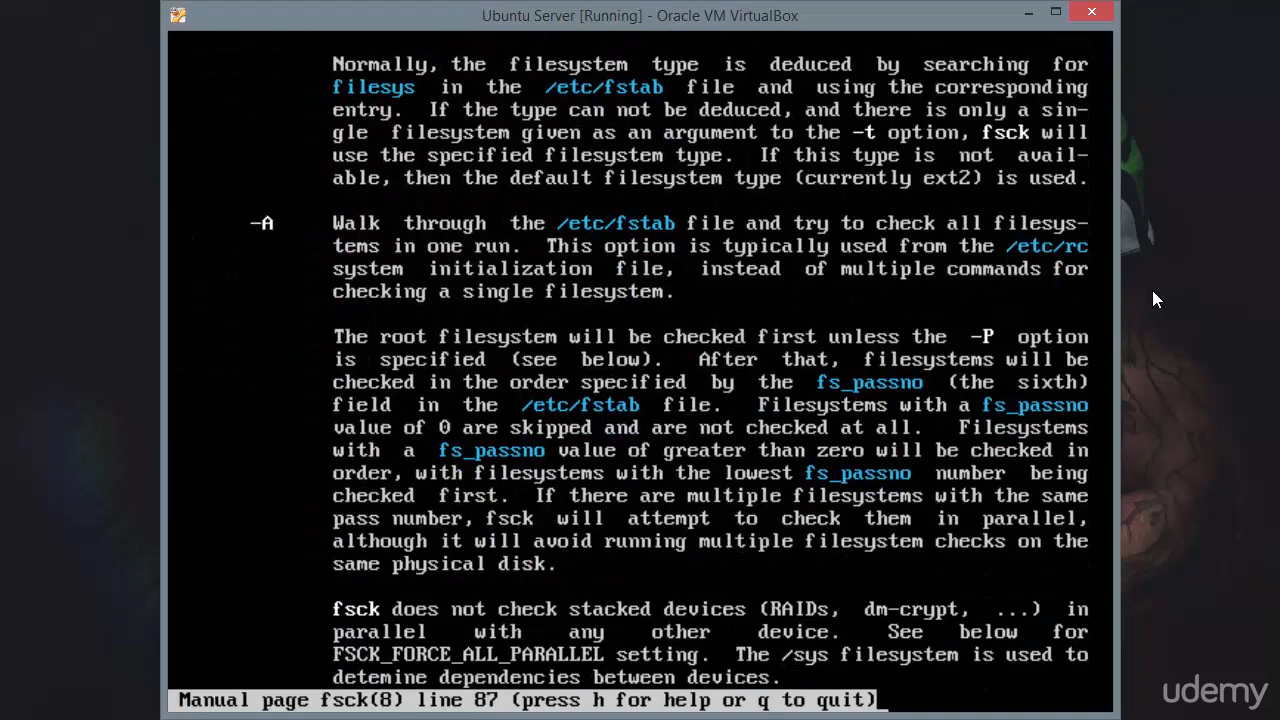 Ubuntu Server [Running] - Oracle VM VirtualBox
Normally, the filesystem type is deduced by searching for
filesys in the /etc/fstab file and using the corresponding
entry. If the type can not be deduced, and there is only a sin-
gle filesystem given as an argument to the -t option, fsck will
use the specified filesystem type. If this type is not avail-
able, then the default filesystem type (currently ext2) is used.
-A Walk through the /etc/fstab file and try to check all filesys-
tems in one run. This option is typically used from the /etc/rc
system initialization file, instead of multiple commands for
checking a single filesystem.
The root filesystem will be checked first unless the -P option
is specified (see below). After that, filesystems will be
checked in the order specified by the fs_passno (the sixth)
field in the /etc/fstab file. Filesystems with a fs_passno
value of 0 are skipped and are not checked at all. Filesystems
with a fs_passno value of greater than zero will be checked in
order, with filesystems with the lowest fs_passno number being
checked first. If there are multiple filesystems with the same
pass number, fsck will attempt to check them in parallel,
although it will avoid running multiple filesystem checks on the
same physical disk.
fsck does not check stacked devices (RAIDs, dm-crypt, ...) in
parallel with any other device. See below for
FSCK_FORCE_ALL_PARALLEL setting. The /sys filesystem is used to
detemine dependencies between devices.
Manual page fsck(8) line 87 (press h for help or q to quit)
udemy